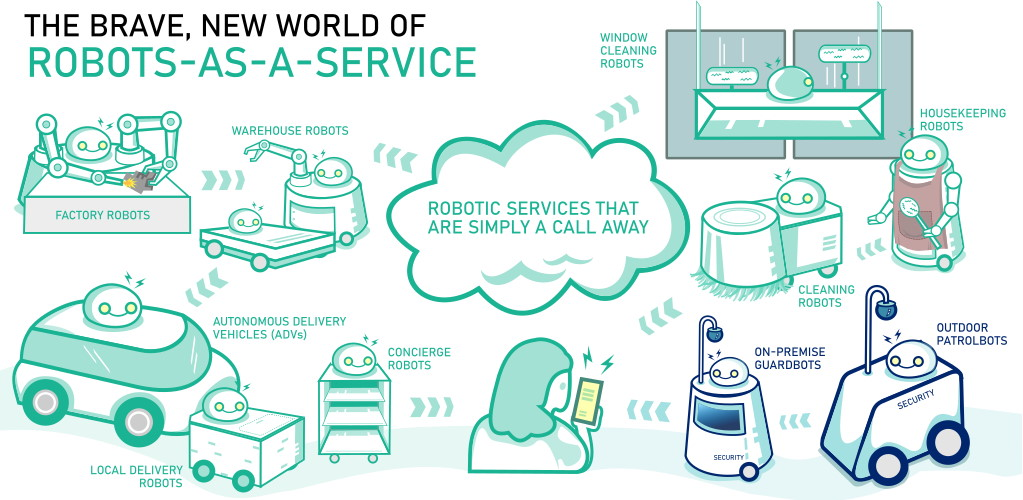 THE BRAVE, NEW WORLD OF
ROBOTS-AS-A-SERVICE
WINDOW
CLEANING
ROBOTS
HOUSEKEEPING
ROBOTS
WAREHOUSE ROBOTS
FACTORY ROBOTS
ROBOTIC SERVICES THAT
ARE SIMPLY A CALL AWAY
CLEANING
ROBOTS
AUTONOMOUS DELIVERY
VEHICLES (ADVs)
CONCIERGE
ROBOTS
ON-PREMISE
GUARDBOTS
OUTDOOR
PATROLBOTS
SECURITY
SECURITY
LOCAL DELIVERY
ROBOTS